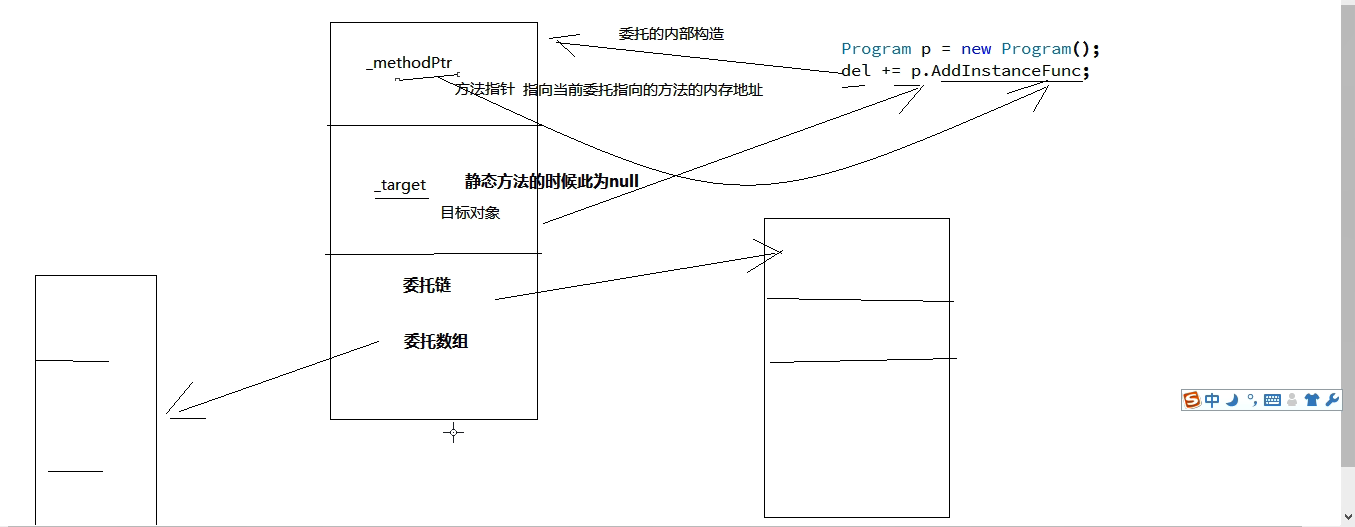 委托的内部构造
Program p = new Program();
del += p.AddInstanceFunc;
_methodPtr
方法指针 指向当前委托指向的方法的内存地址
_target
静态方法的时候此为null
目标对象
委托链
委托数组
中